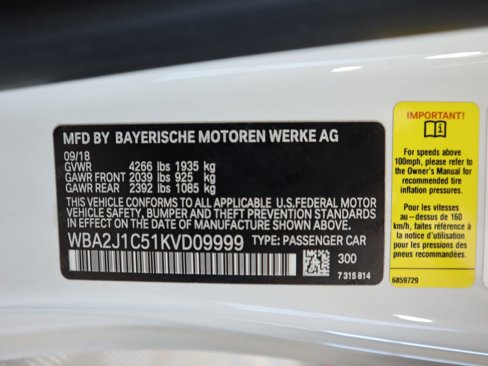 MFD BY BAYERISCHE MOTOREN WERKE AG
09/18
GVWR 4266 lbs 1935 kg
GAWR FRONT 2039 lbs 925 kg
GAWR REAR 2392 lbs 1085 kg
THIS VEHICLE CONFORMS TO ALL APPLICABLE U.S.FEDERAL MOTOR
VEHICLE SAFETY, BUMPER, AND THEFT PREVENTION STANDARDS
IN EFFECT ON THE DATE OF MANUFACTURE SHOWN ABOVE.
WBA2J1C51KVD09999 TYPE: PASSENGER CAR
300
7 315 814
IMPORTANT!
For speeds above
100mph, please refer to
the Owner's Manual for
recommended tire
inflation pressures.
Pour les vitesses
au-dessus de 160
km/h, faites référence
à la notice d'utilisation
pour les pressions des
pneus.
6859729